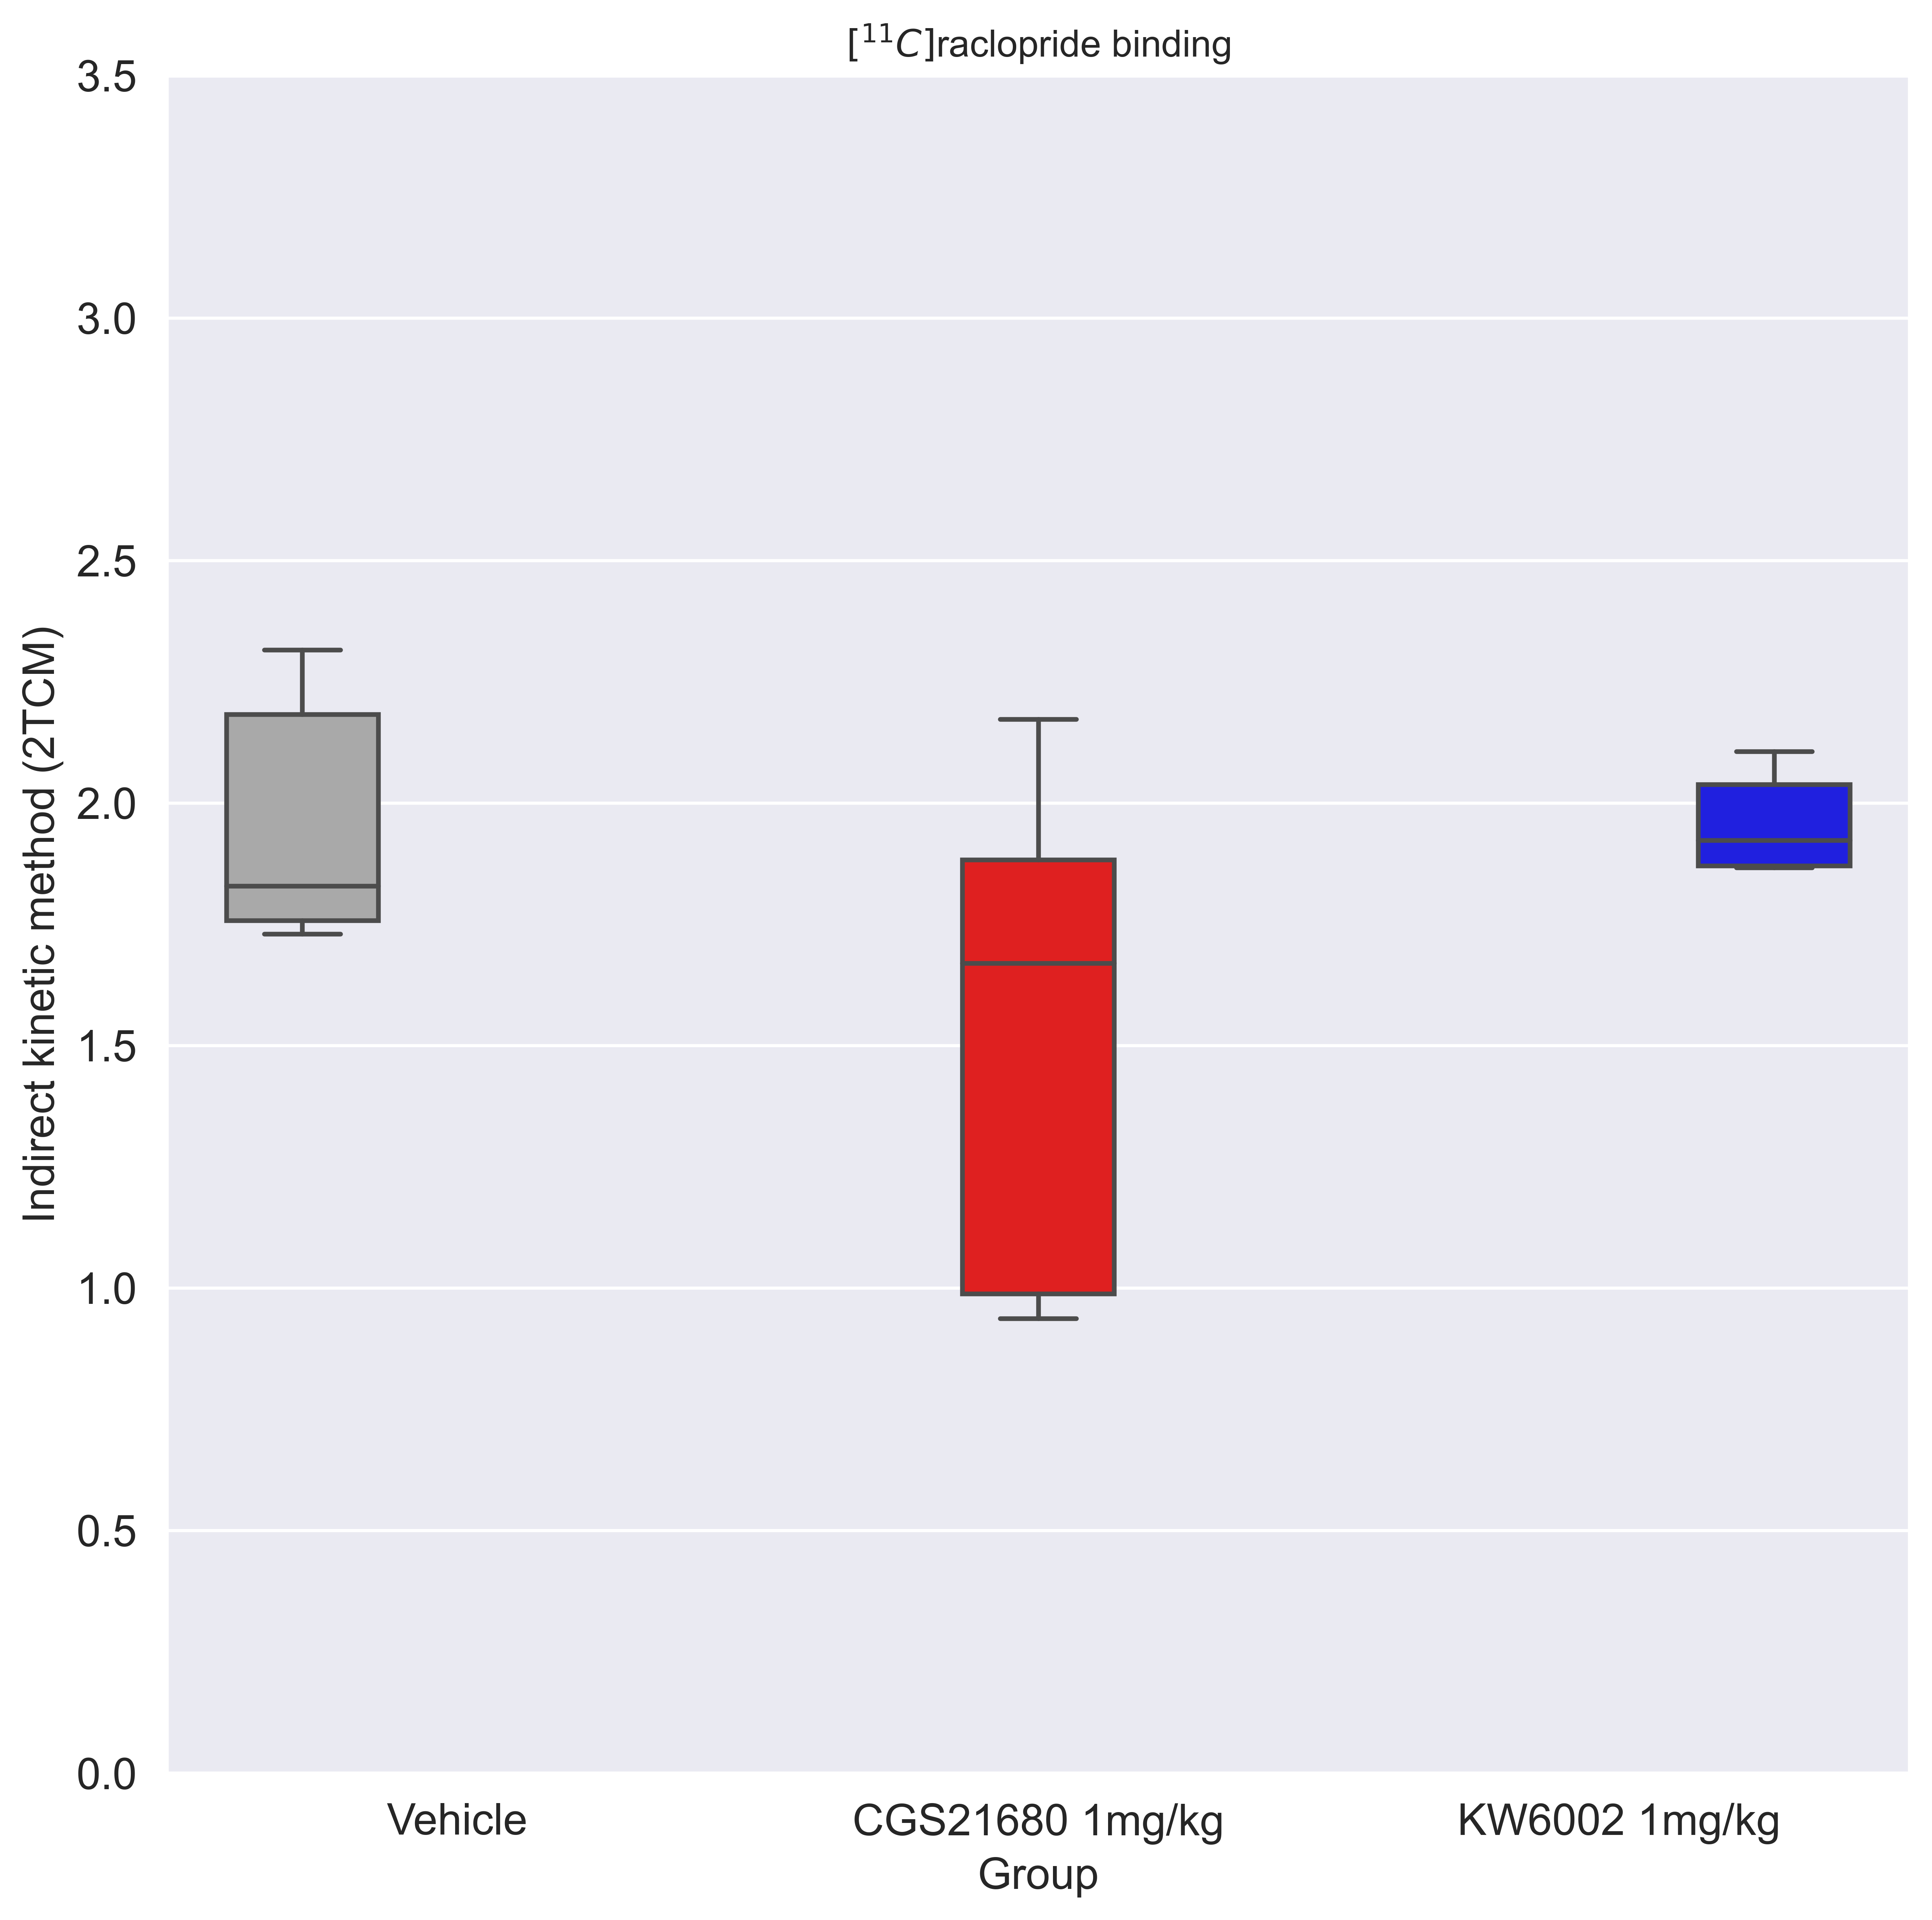 [¹¹C]raclopride binding
3.5
3.0
2.5
2.0
1.5
1.0
0.5
0.0
Indirect kinetic method (2TCM)
Vehicle
CGS21680 1mg/kg
KW6002 1mg/kg
Group